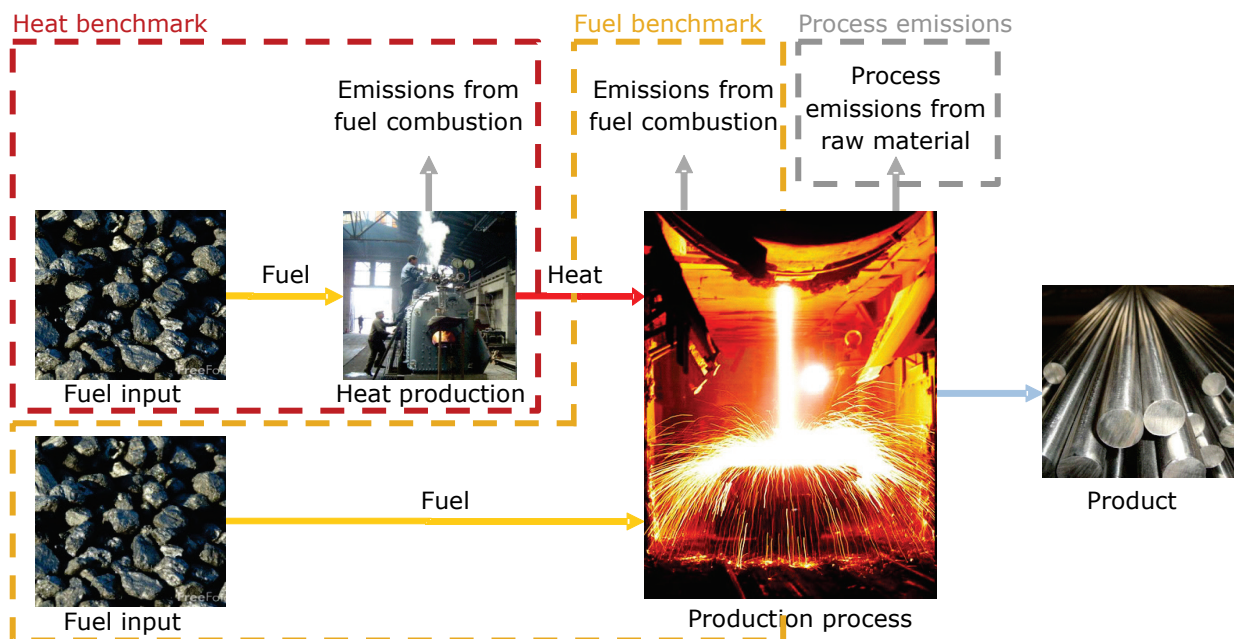 Heat benchmark
Fuel benchmark
Process emissions
Emissions from
fuel combustion
Emissions from
fuel combustion
Process
emissions from
raw material
Fuel
Heat
Fuel input
Heat production
Fuel
Fuel input
Production process
Product